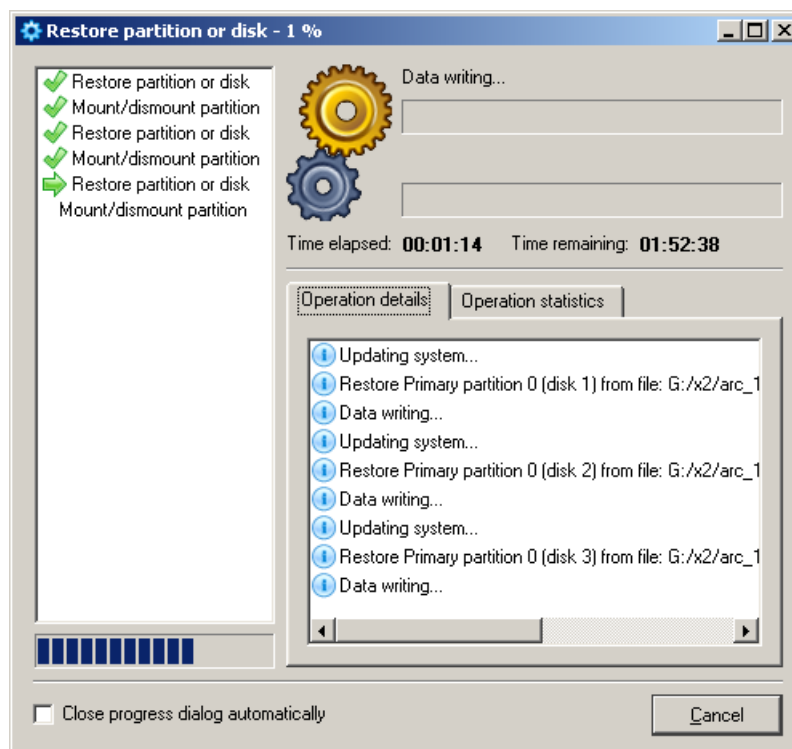 Restore partition or disk - 1 %
Restore partition or disk
Mount/dismount partition
Restore partition or disk
Mount/dismount partition
Restore partition or disk
Mount/dismount partition
Data writing...
Time elapsed: 00:01:14 Time remaining: 01:52:38
Operation details Operation statistics
Updating system...
Restore Primary partition 0 (disk 1) from file: G:/x2/arc_1
Data writing...
Updating system...
Restore Primary partition 0 (disk 2) from file: G:/x2/arc_1
Data writing...
Updating system...
Restore Primary partition 0 (disk 3) from file: G:/x2/arc_1
Data writing...
Close progress dialog automatically
Cancel